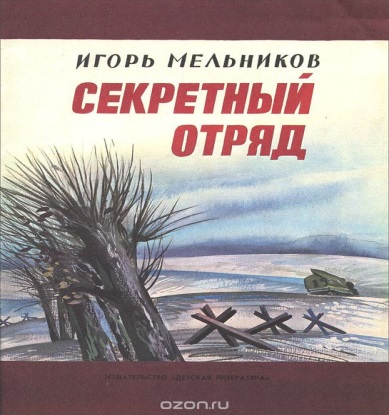 ИГОРЬ МЕЛЬНИКОВ
СЕКРЕТНЫЙ
ОТРЯД
ИЗДАТЕЛЬСТВО «ДЕТСКАЯ ЛИТЕРАТУРА»
ozon.ru